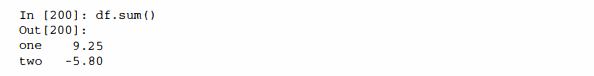 In [200]: df.sum()
Out[200]:
one    9.25
two   -5.80